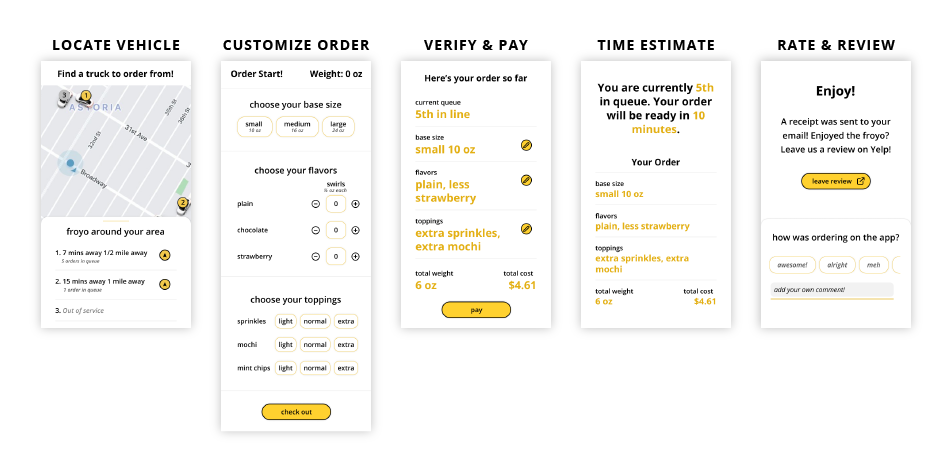 LOCATE VEHICLE
Find a truck to order from!
3
1
ASTORIA
35th St
36th St
31st Ave
32nd St
3
Broadway
2
froyo around your area
1. 7 mins away 1/2 mile away
5 orders in queue
2. 15 mins away 1 mile away
1 order in queue
3. Out of service
CUSTOMIZE ORDER
Order Start! Weight: 0 oz
choose your base size
small medium large
10 oz 16 oz 24 oz
choose your flavors
swirls
½ oz each
plain 0
chocolate 0
strawberry 0
choose your toppings
sprinkles light normal extra
mochi light normal extra
mint chips light normal extra
check out
VERIFY & PAY
Here's your order so far
current queue
5th in line
base size
small 10 oz
flavors
plain, less
strawberry
toppings
extra sprinkles,
extra mochi
total weight total cost
6 oz $4.61
pay
TIME ESTIMATE
You are currently 5th
in queue. Your order
will be ready in 10
minutes.
Your Order
base size
small 10 oz
flavors
plain, less strawberry
toppings
extra sprinkles, extra
mochi
total weight total cost
6 oz $4.61
RATE & REVIEW
Enjoy!
A receipt was sent to your
email! Enjoyed the froyo?
Leave us a review on Yelp!
leave review
how was ordering on the app?
awesome! alright meh
add your own comment!